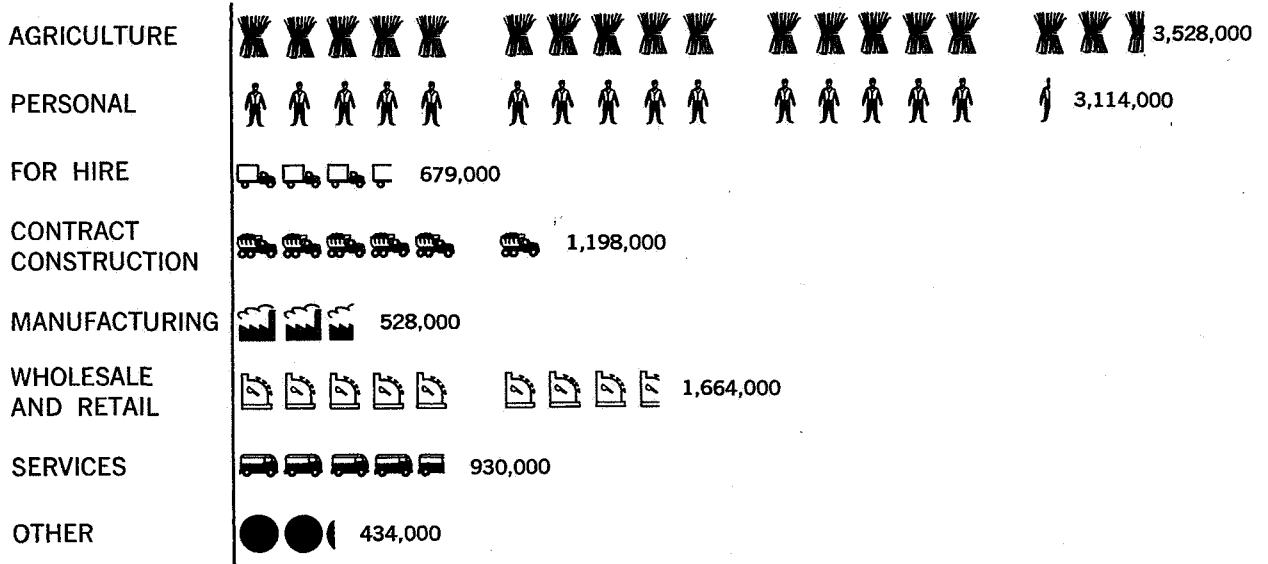 AGRICULTURE 3,528,000
PERSONAL 3,114,000
FOR HIRE 679,000
CONTRACT
CONSTRUCTION 1,198,000
MANUFACTURING 528,000
WHOLESALE
AND RETAIL 1,664,000
SERVICES 930,000
OTHER 434,000